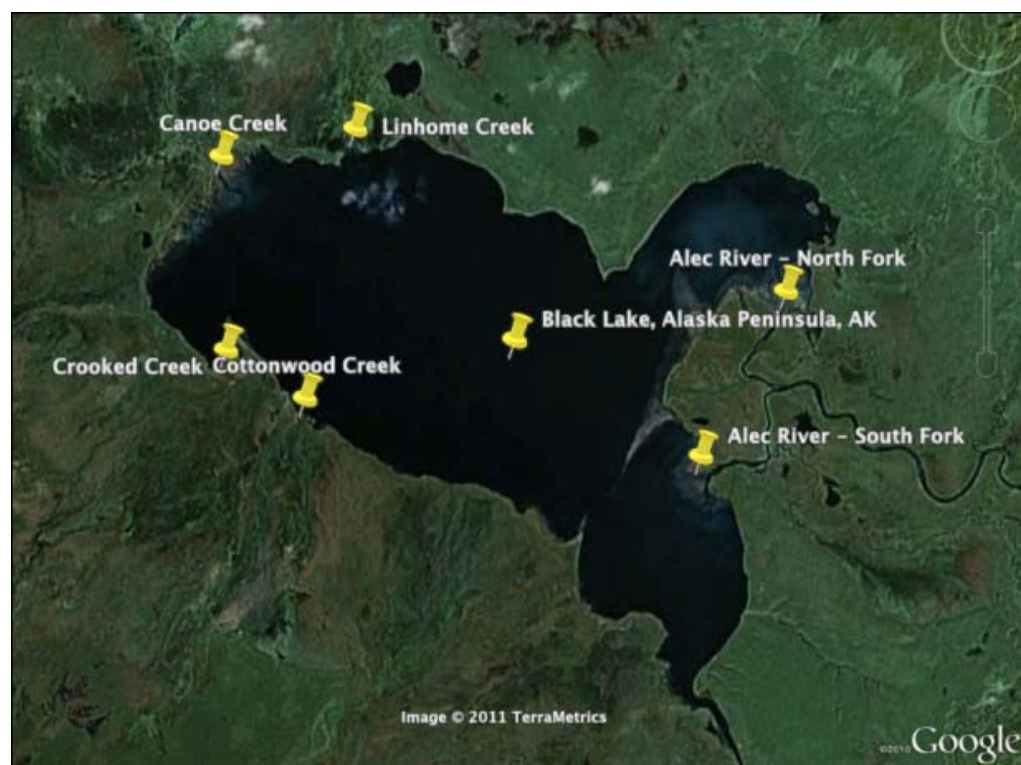 Canoe Creek
Linhome Creek
Alec River – North Fork
Black Lake, Alaska Peninsula, AK
Crooked Creek
Cottonwood Creek
Alec River – South Fork
Image © 2011 TerraMetrics
©2010 Google